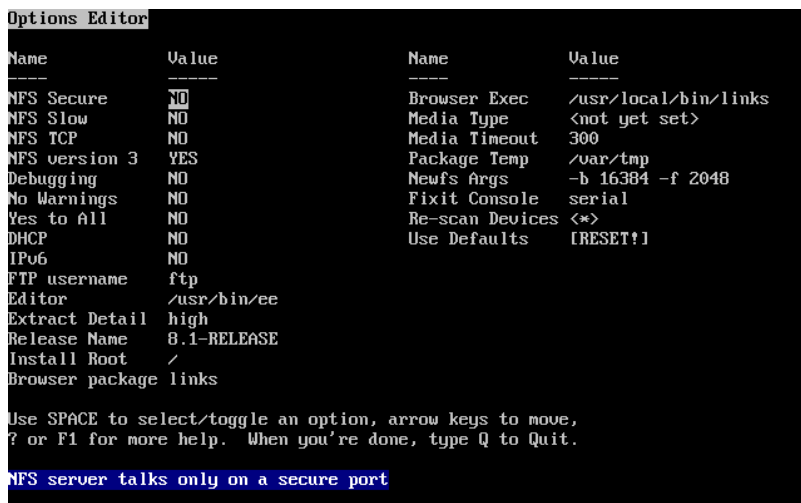 Options Editor
Name Value Name Value
---- ----- ---- -----
NFS Secure NO Browser Exec /usr/local/bin/links
NFS Slow NO Media Type <not yet set>
NFS TCP NO Media Timeout 300
NFS version 3 YES Package Temp /var/tmp
Debugging NO Newfs Args -b 16384 -f 2048
No Warnings NO Fixit Console serial
Yes to All NO Re-scan Devices <*>
DHCP NO Use Defaults [RESET!]
IPv6 NO
FTP username ftp
Editor /usr/bin/ee
Extract Detail high
Release Name 8.1-RELEASE
Install Root /
Browser package links
Use SPACE to select/toggle an option, arrow keys to move,
? or F1 for more help. When you're done, type Q to Quit.
NFS server talks only on a secure port